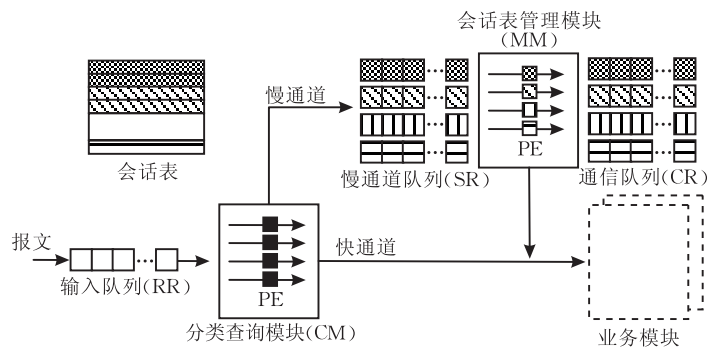 会话表管理模块
(MM)
慢通道
PE
会话表
慢通道队列(SR)
通信队列(CR)
报文
快通道
输入队列(RR)
PE
分类查询模块(CM)
业务模块